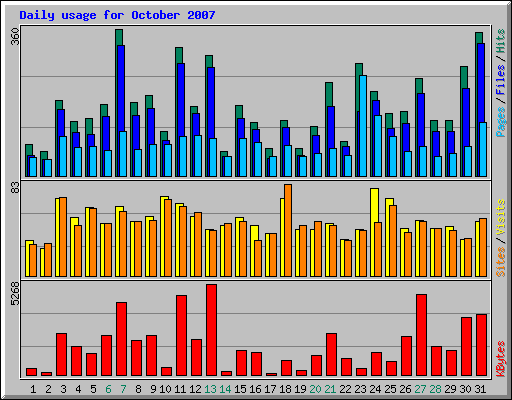 Daily usage for October 2007
360
Pages / Files / Hits
83
Sites / Visits
5268
KBytes
1 2 3 4 5 6 7 8 9 10 11 12 13 14 15 16 17 18 19 20 21 22 23 24 25 26 27 28 29 30 31